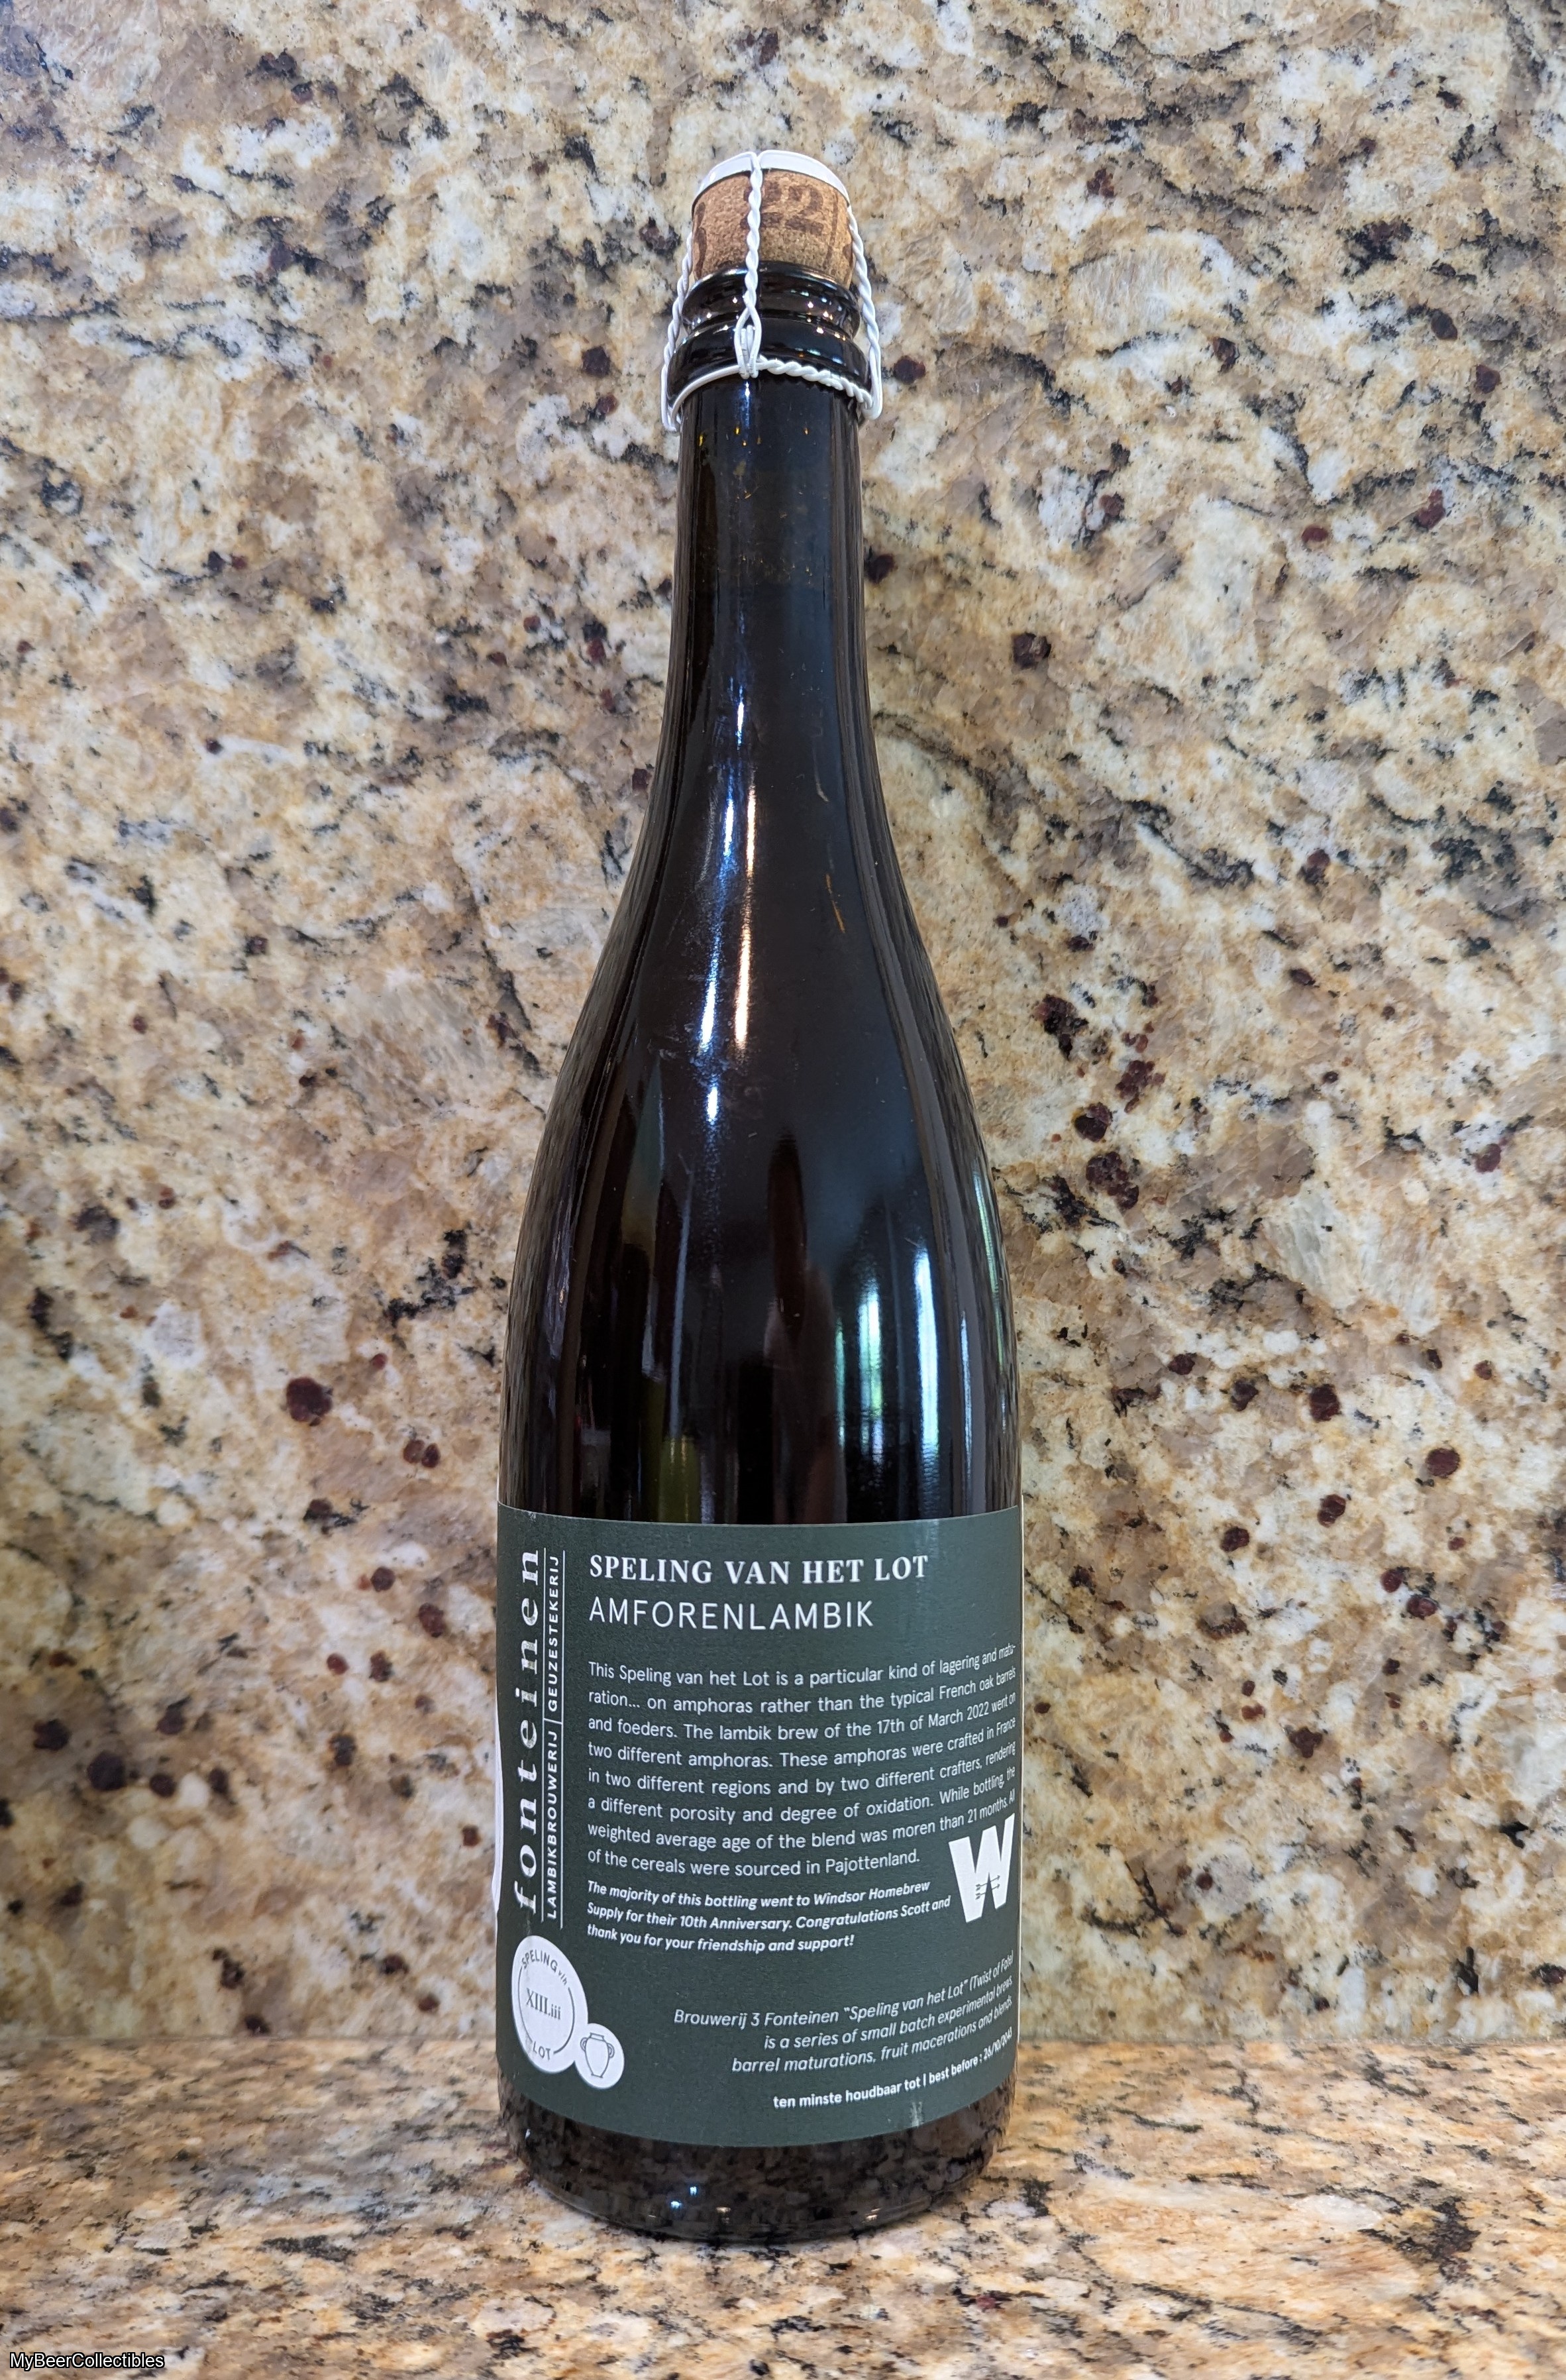 22
fonteinen
LAMBIKBROUWERIJ | GEUZESTEKERIJ
SPELING VAN HET LOT
AMFORENLAMBIK
This Speling van het Lot is a particular kind of lagering and matu-
ration... on amphoras rather than the typical French oak barrels
and foeders. The lambik brew of the 17th of March 2022 went on
two different amphoras. These amphoras were crafted in France
in two different regions and by two different crafters, rendering
a different porosity and degree of oxidation. While bottling, the
weighted average age of the blend was moren than 21 months. All
of the cereals were sourced in Pajottenland.
W
The majority of this bottling went to Windsor Homebrew
Supply for their 10th Anniversary. Congratulations Scott and
thank you for your friendship and support!
SPELING v/h
XIII.iii
LOT
Brouwerij 3 Fonteinen "Speling van het Lot" (Twist of Fate)
is a series of small batch experimental brews,
barrel maturations, fruit macerations and blends.
ten minste houdbaar tot | best before : 26/10/2043
MyBeerCollectibles